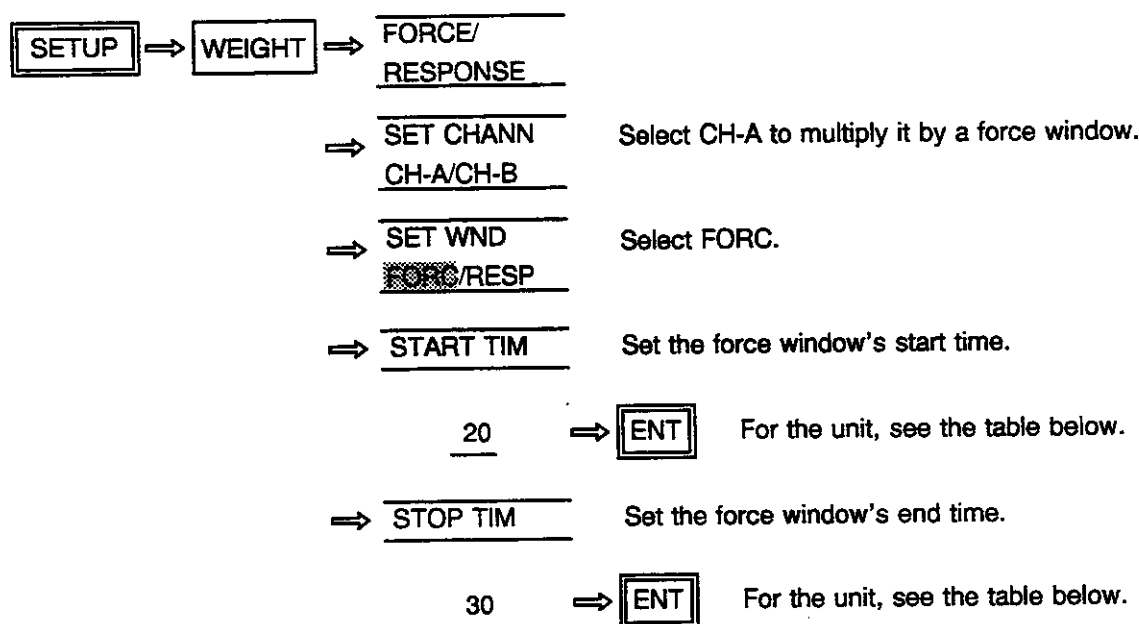 SETUP ⇒ WEIGHT ⇒ FORCE/
RESPONSE
⇒ SET CHANN Select CH-A to multiply it by a force window.
CH-A/CH-B
⇒ SET WND Select FORC.
FORC/RESP
⇒ START TIM Set the force window's start time.
20 ⇒ ENT For the unit, see the table below.
⇒ STOP TIM Set the force window's end time.
30 ⇒ ENT For the unit, see the table below.